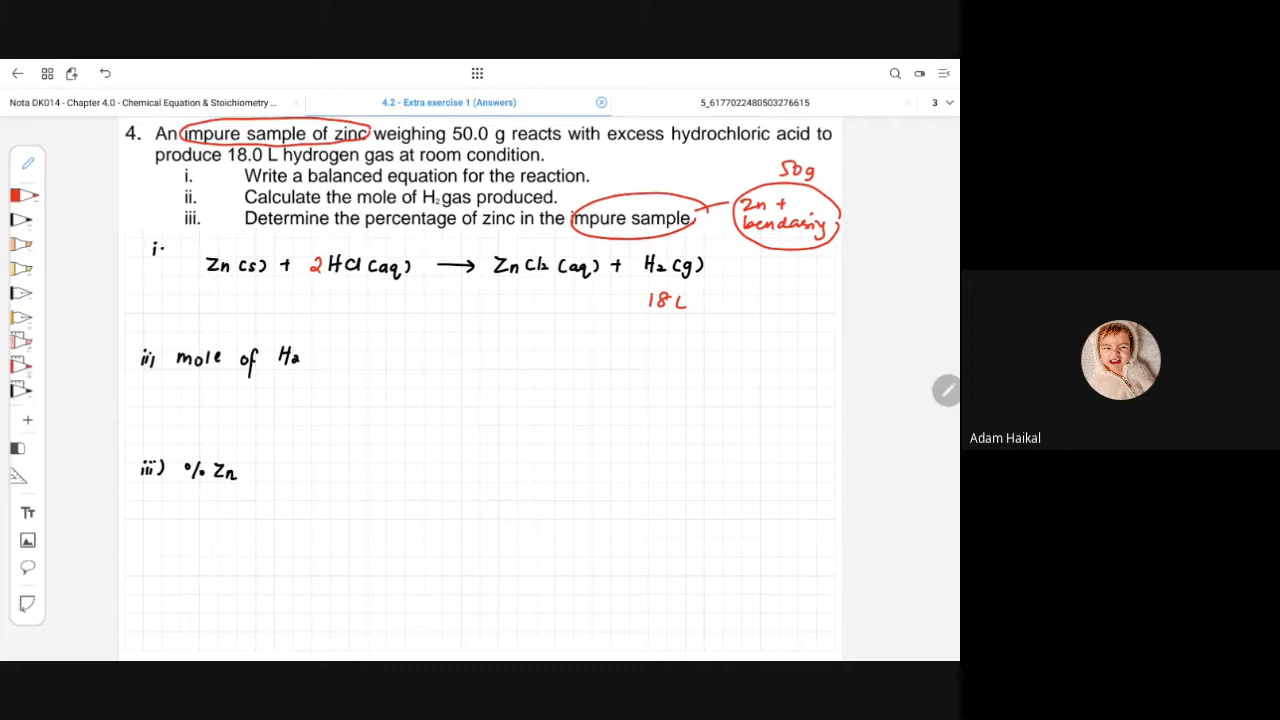 Nota DK014 - Chapter 4.0 - Chemical Equation & Stoichiometry ...
4.2 - Extra exercise 1 (Answers)
5_6177022480503276615
3
4. An impure sample of zinc weighing 50.0 g reacts with excess hydrochloric acid to
produce 18.0 L hydrogen gas at room condition.
i. Write a balanced equation for the reaction.
ii. Calculate the mole of H₂ gas produced.
iii. Determine the percentage of zinc in the impure sample
50g
Zn +
bendasing
i.
Zn (s) + 2HCl (aq) → ZnCl₂ (aq) + H₂ (g)
18 L
ii) mole of H₂
iii) % Zn
Tт
Adam Haikal